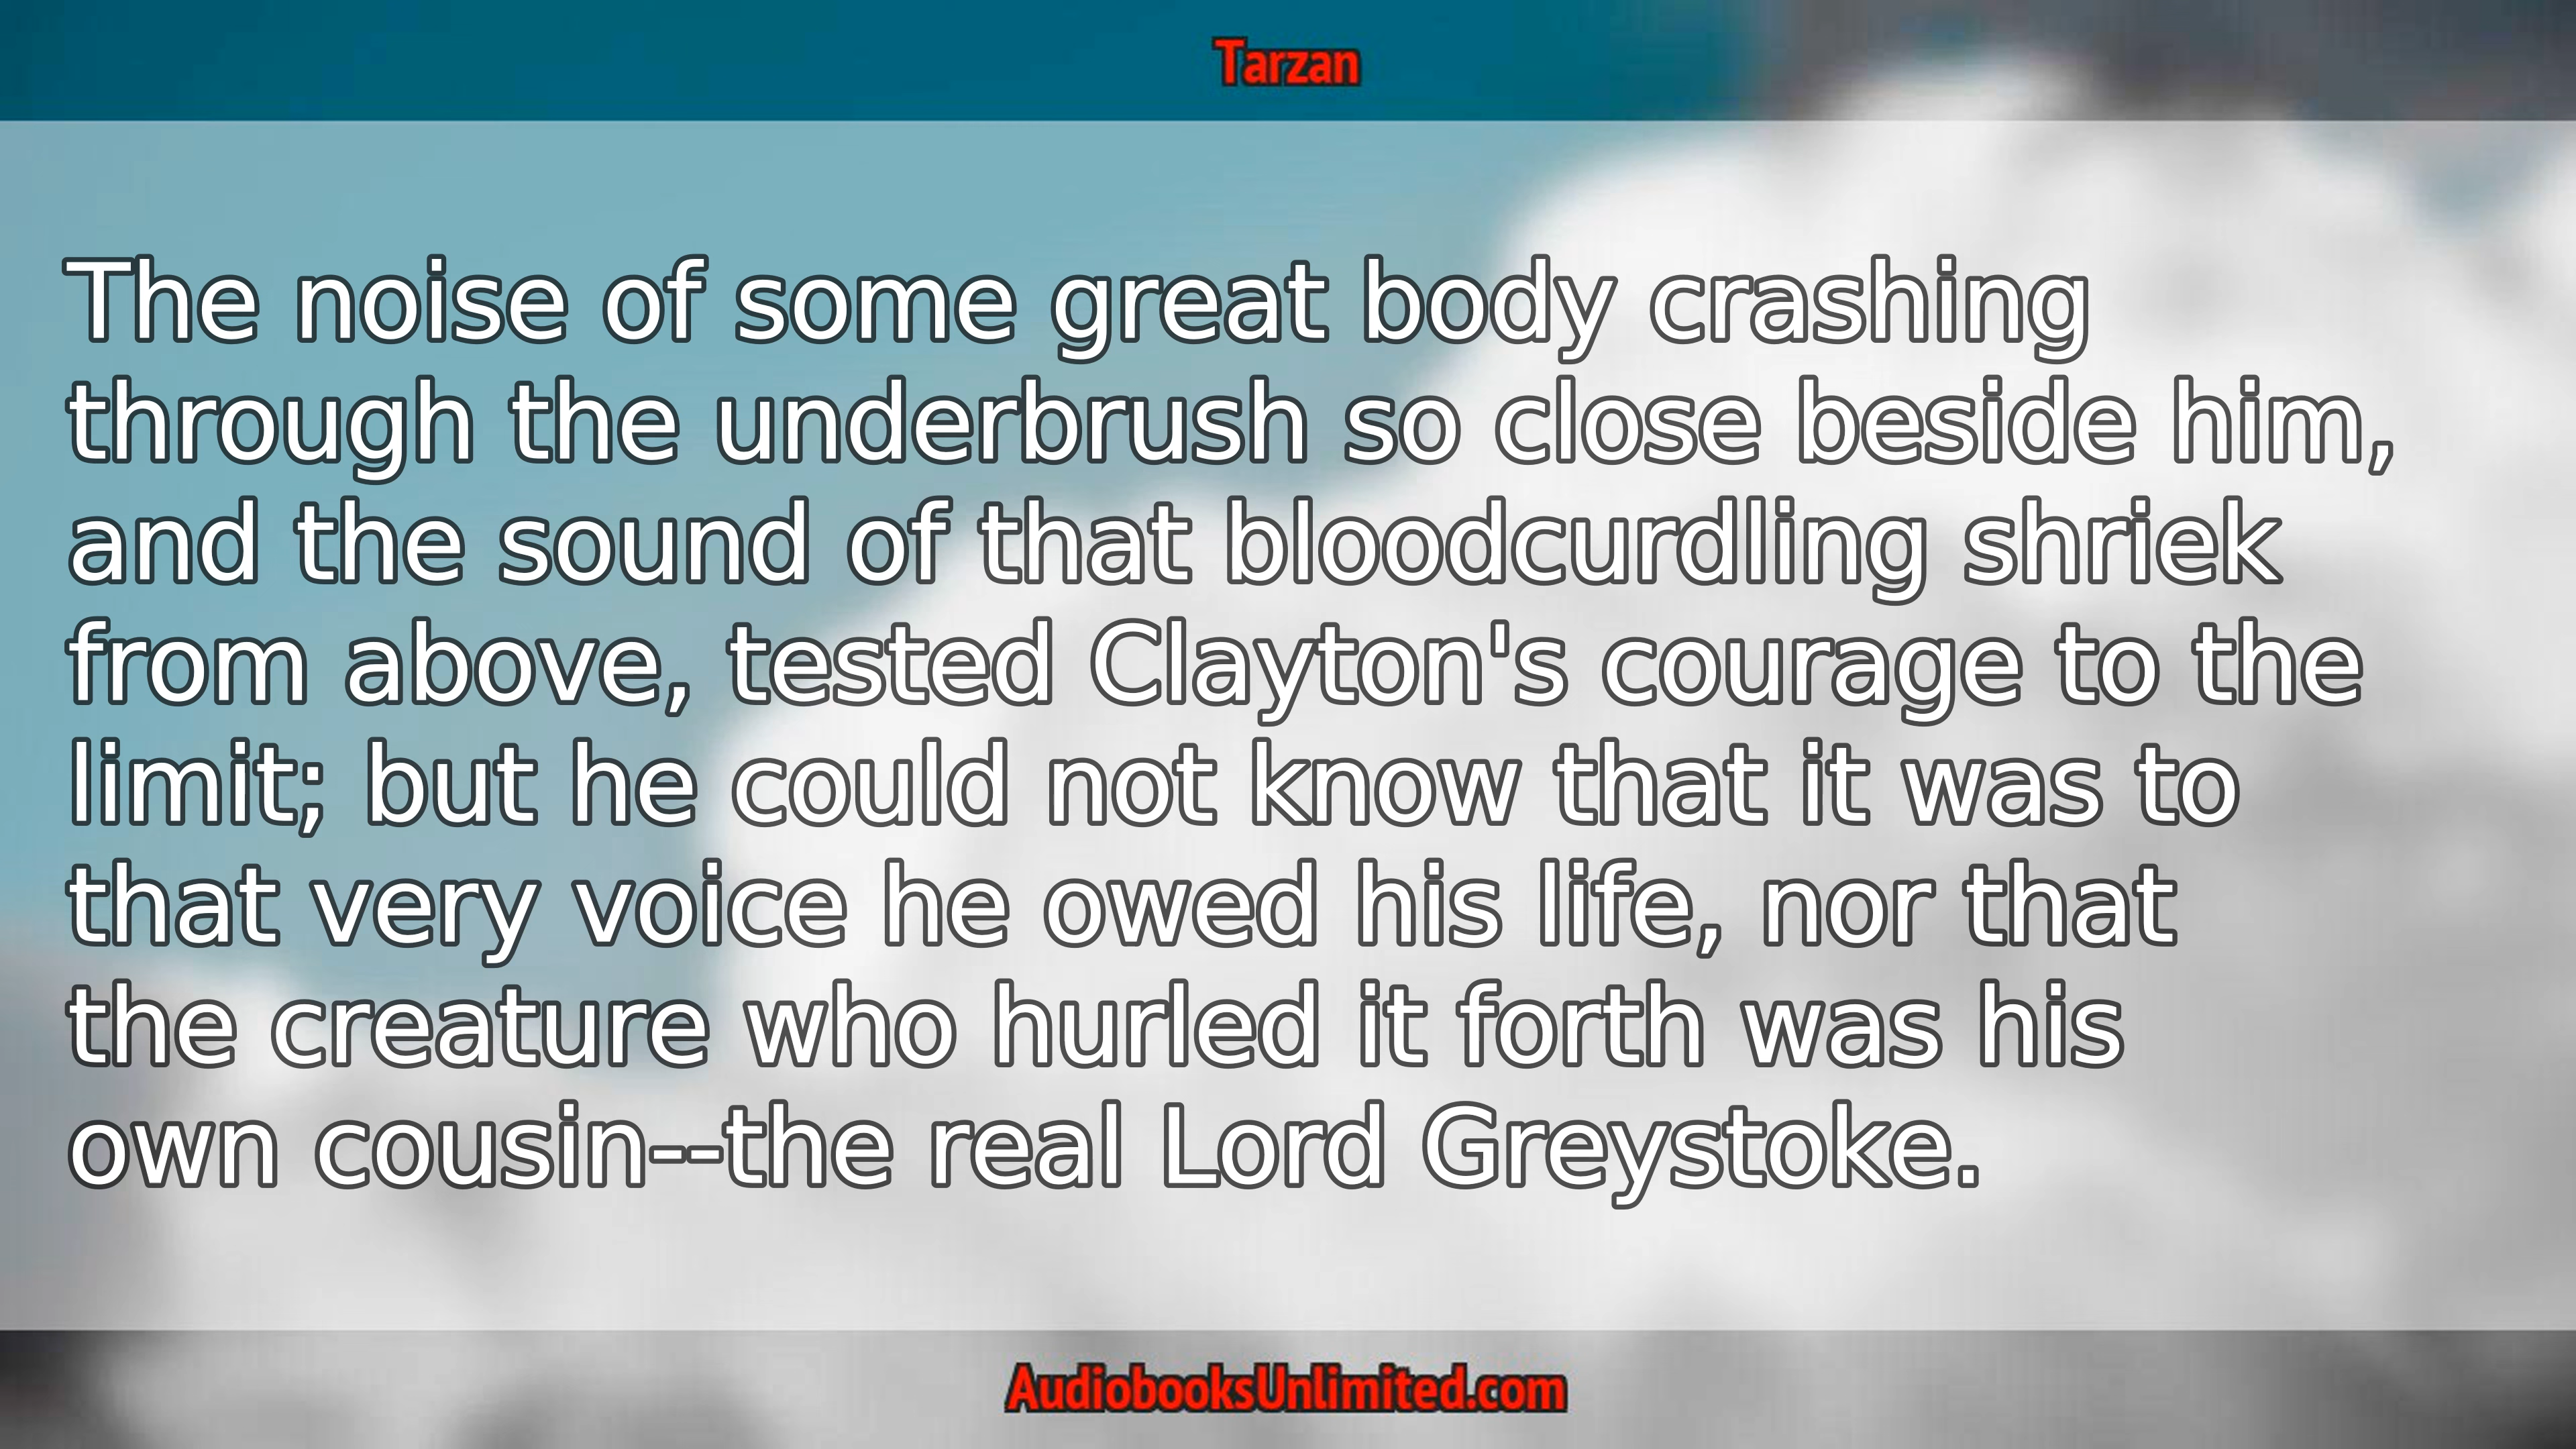 Tarzan
The noise of some great body crashing
through the underbrush so close beside him,
and the sound of that bloodcurdling shriek
from above, tested Clayton's courage to the
limit; but he could not know that it was to
that very voice he owed his life, nor that
the creature who hurled it forth was his
own cousin--the real Lord Greystoke.
AudiobooksUnlimited.com